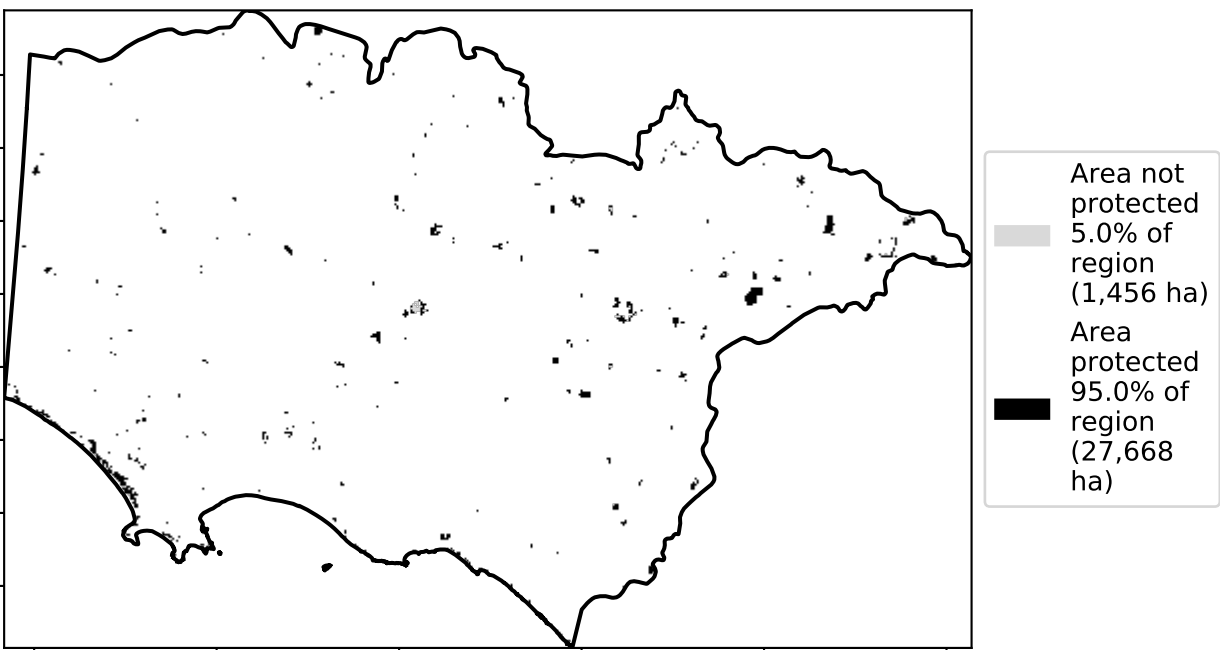 Area not
protected
5.0% of
region
(1,456 ha)
Area
protected
95.0% of
region
(27,668
ha)